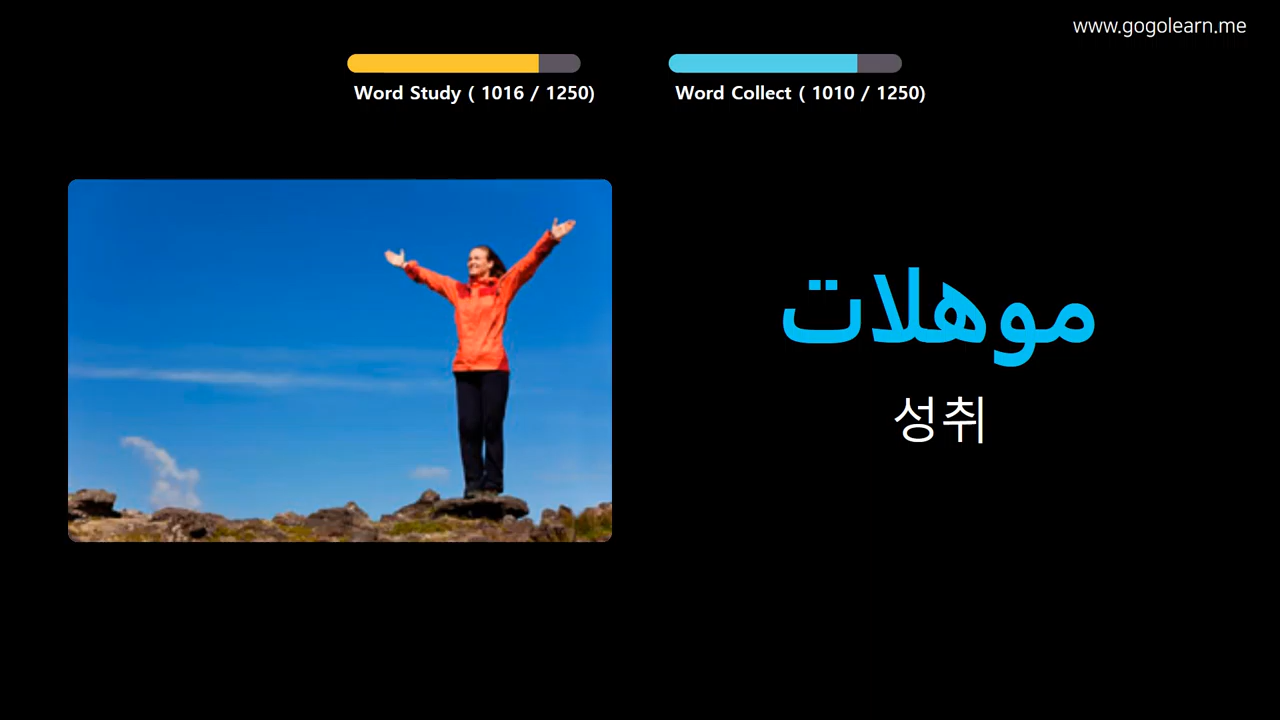 www.gogolearn.me
Word Study ( 1016 / 1250)
Word Collect ( 1010 / 1250)
موهلات
성취